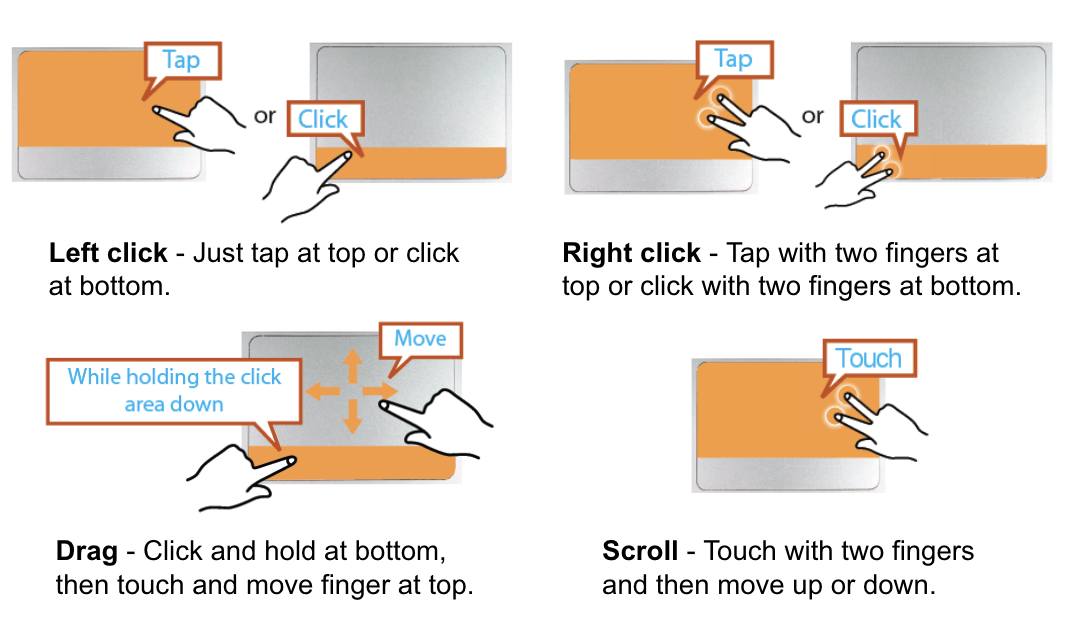 Tap
or
Click
Tap
or
Click
Left click - Just tap at top or click
at bottom.
Right click - Tap with two fingers at
top or click with two fingers at bottom.
Move
While holding the click
area down
Touch
Drag - Click and hold at bottom,
then touch and move finger at top.
Scroll - Touch with two fingers
and then move up or down.